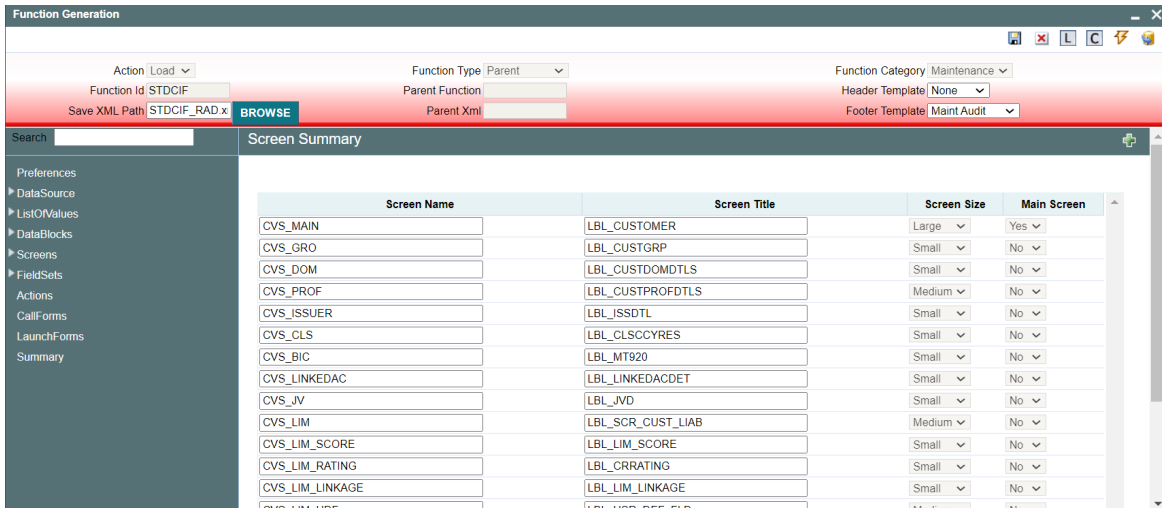 Function Generation
L C
Action Load Function Type Parent Function Category Maintenance
Function Id STDCIF Parent Function Header Template None
Save XML Path STDCIF_RAD.x BROWSE Parent Xml Footer Template Maint Audit
Search Screen Summary
Preferences
DataSource
ListOfValues
DataBlocks
Screens
FieldSets
Actions
CallForms
LaunchForms
Summary
Screen Name Screen Title Screen Size Main Screen
CVS_MAIN LBL_CUSTOMER Large Yes
CVS_GRO LBL_CUSTGRP Small No
CVS_DOM LBL_CUSTDOMDTLS Small No
CVS_PROF LBL_CUSTPROFDTLS Medium No
CVS_ISSUER LBL_ISSDTL Small No
CVS_CLS LBL_CLSCCYRES Small No
CVS_BIC LBL_MT920 Small No
CVS_LINKEDAC LBL_LINKEDACDET Small No
CVS_JV LBL_JVD Small No
CVS_LIM LBL_SCR_CUST_LIAB Medium No
CVS_LIM_SCORE LBL_LIM_SCORE Small No
CVS_LIM_RATING LBL_CRRATING Small No
CVS_LIM_LINKAGE LBL_LIM_LINKAGE Small No